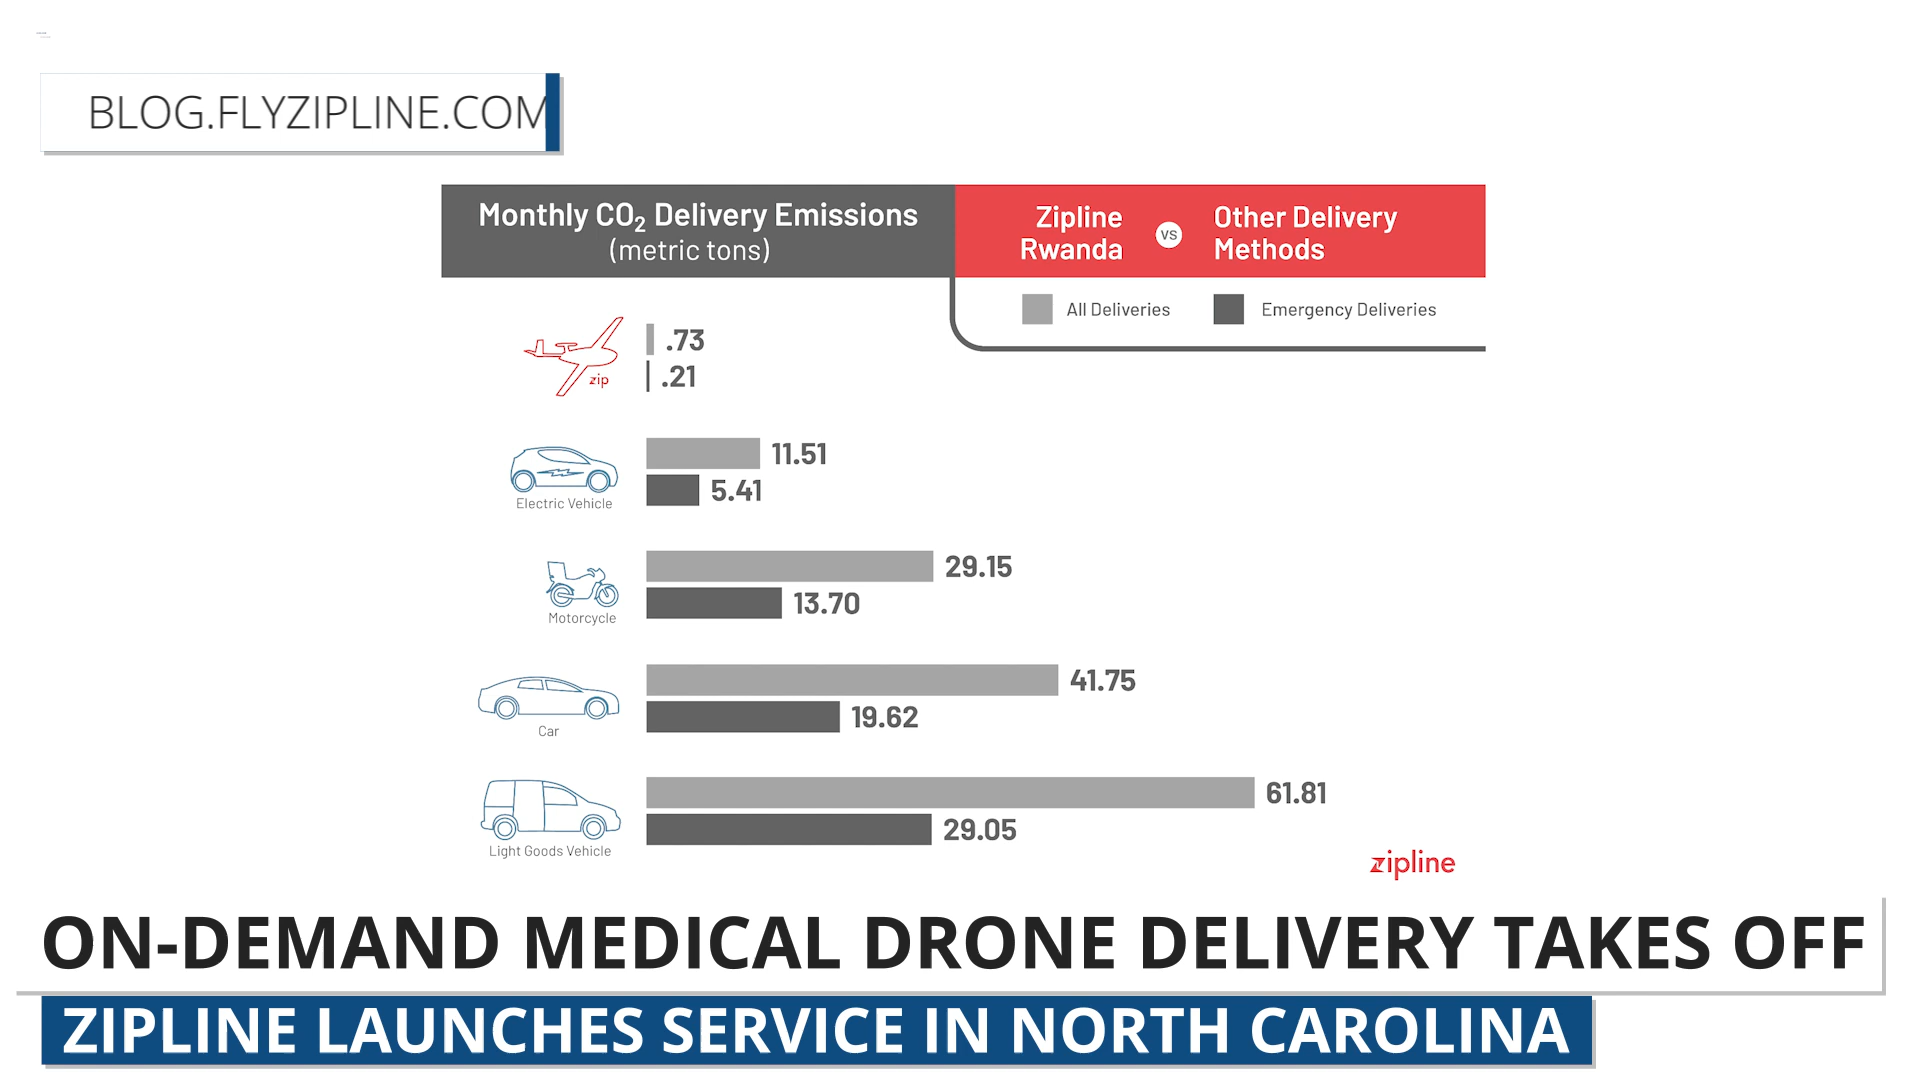 BLOG.FLYZIPLINE.COM
Monthly CO₂ Delivery Emissions
(metric tons)
Zipline
Rwanda
VS
Other Delivery
Methods
All Deliveries
Emergency Deliveries
zip
.73
.21
Electric Vehicle
11.51
5.41
Motorcycle
29.15
13.70
Car
41.75
19.62
Light Goods Vehicle
61.81
29.05
zipline
ON-DEMAND MEDICAL DRONE DELIVERY TAKES OFF
ZIPLINE LAUNCHES SERVICE IN NORTH CAROLINA